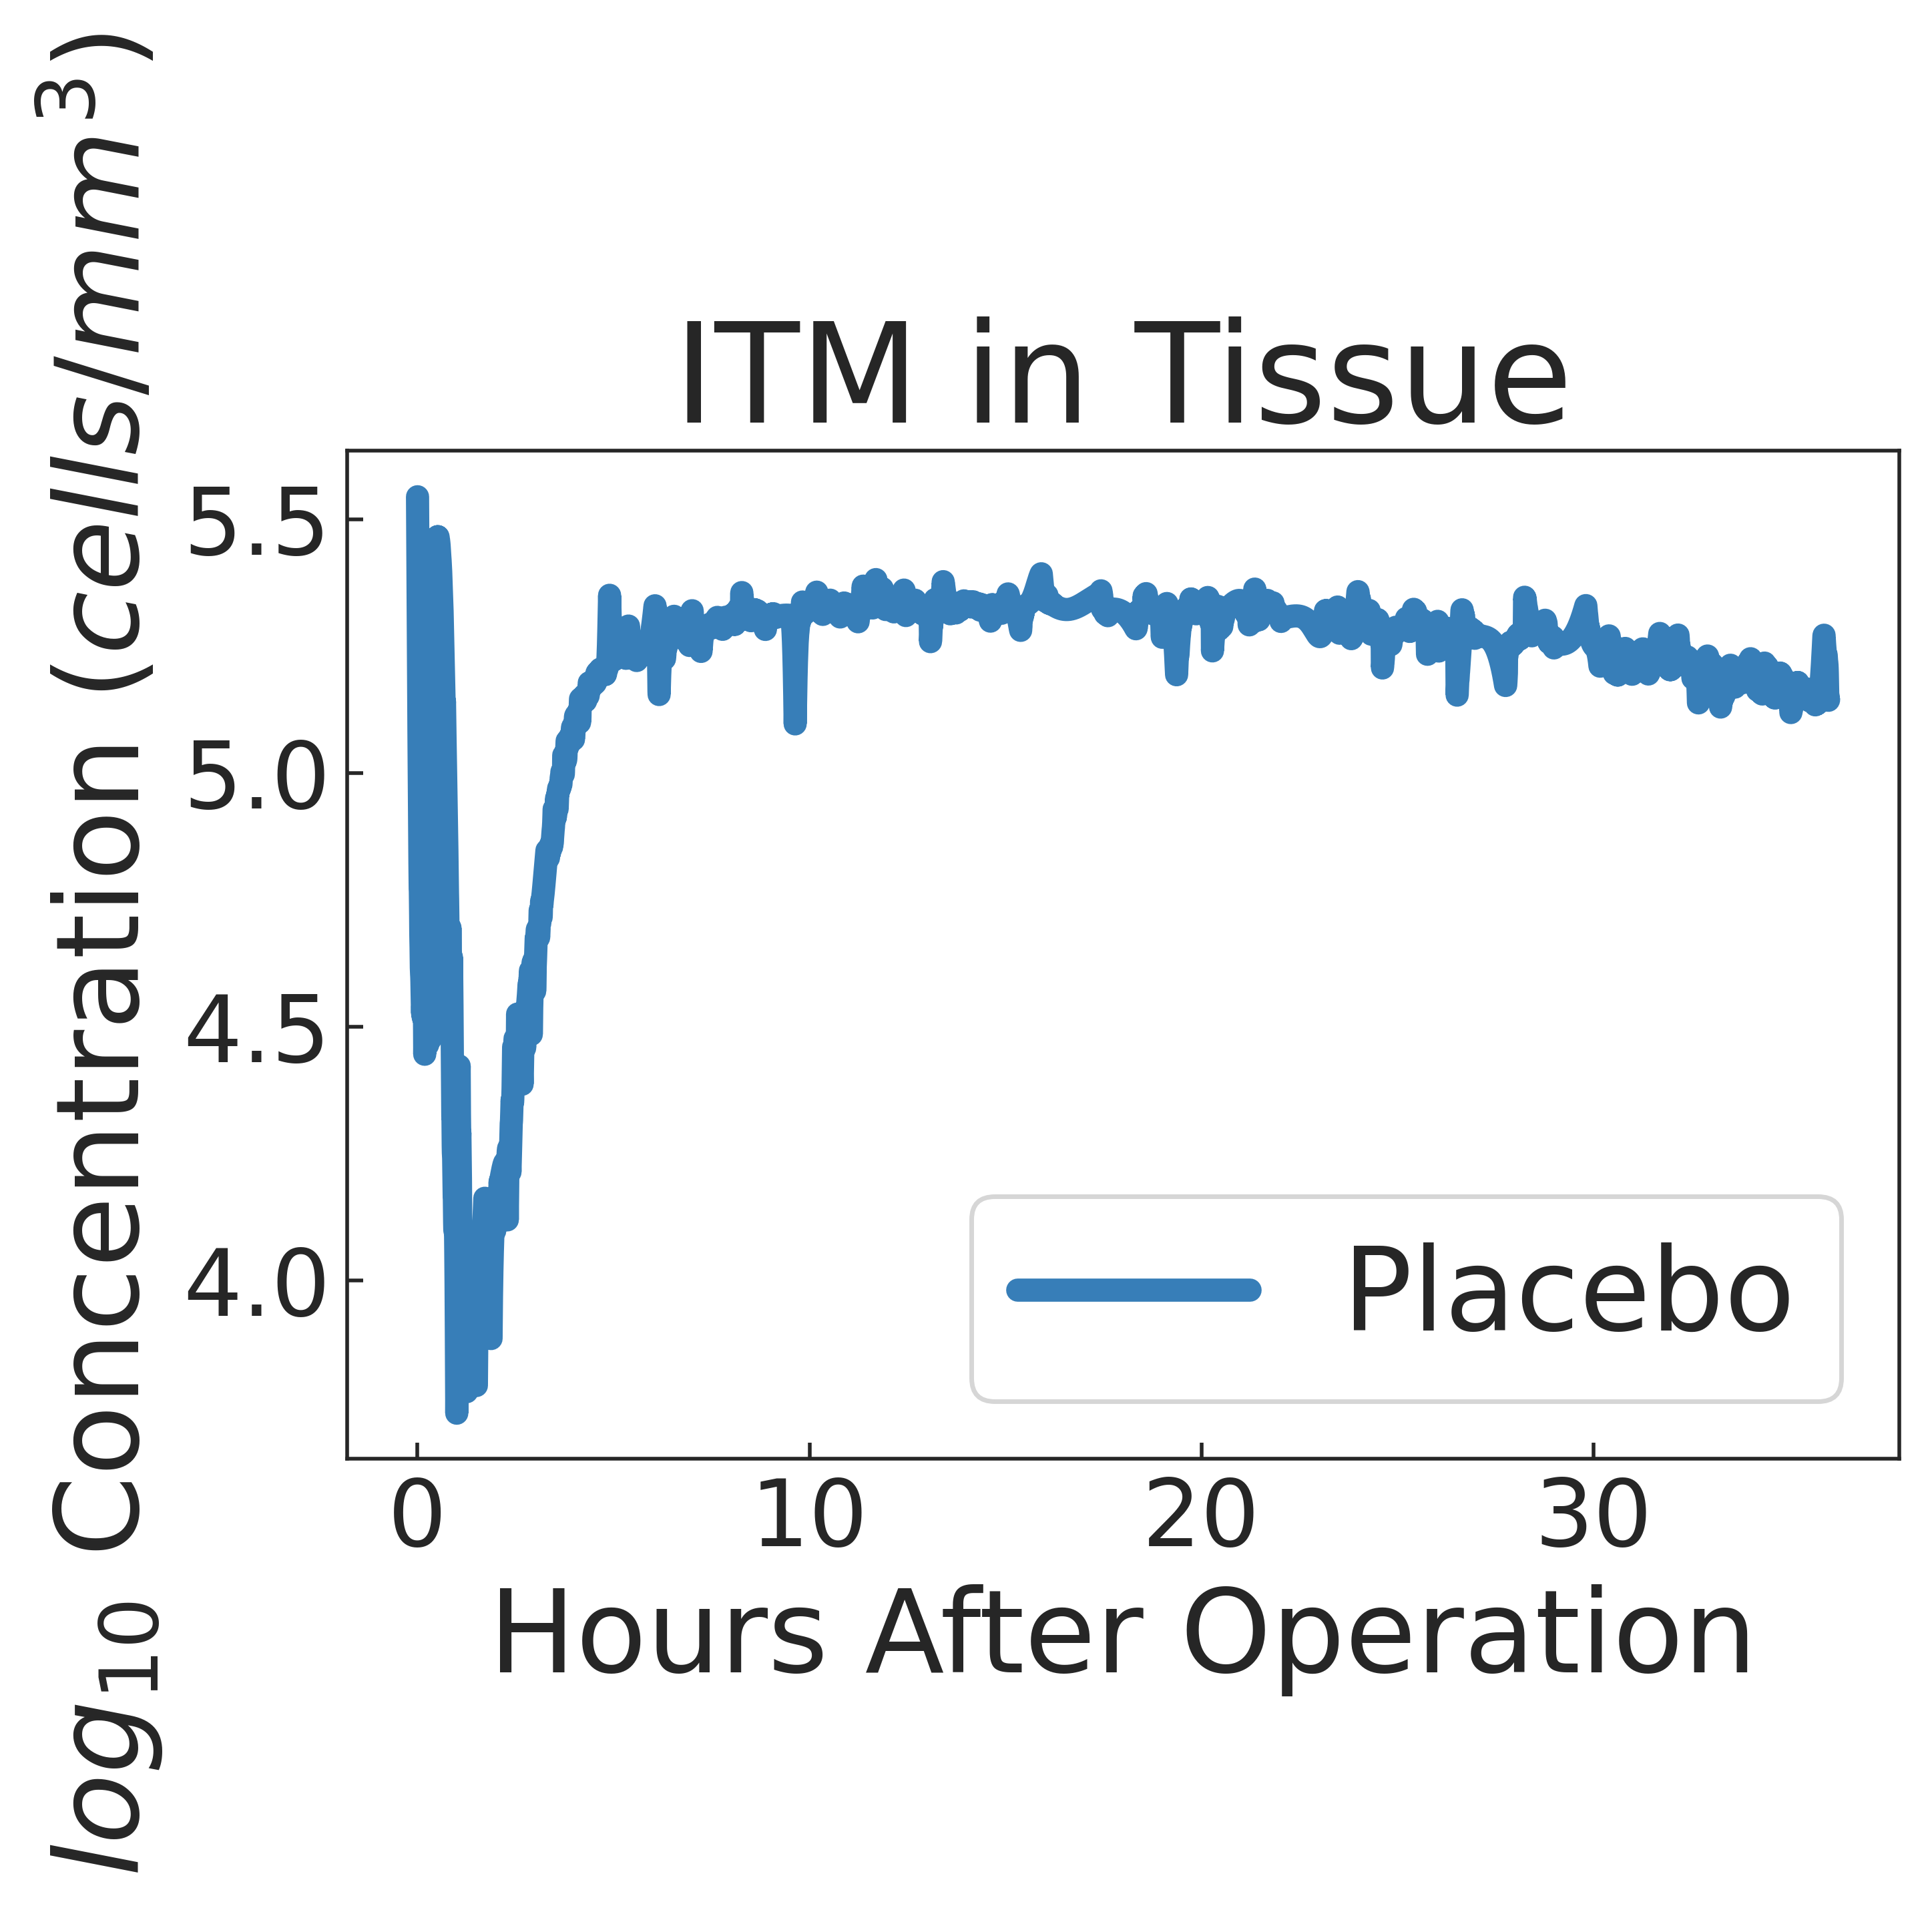 ITM in Tissue
log10 Concentration (cells/mm³)
5.5
5.0
4.5
4.0
Placebo
0 10 20 30
Hours After Operation